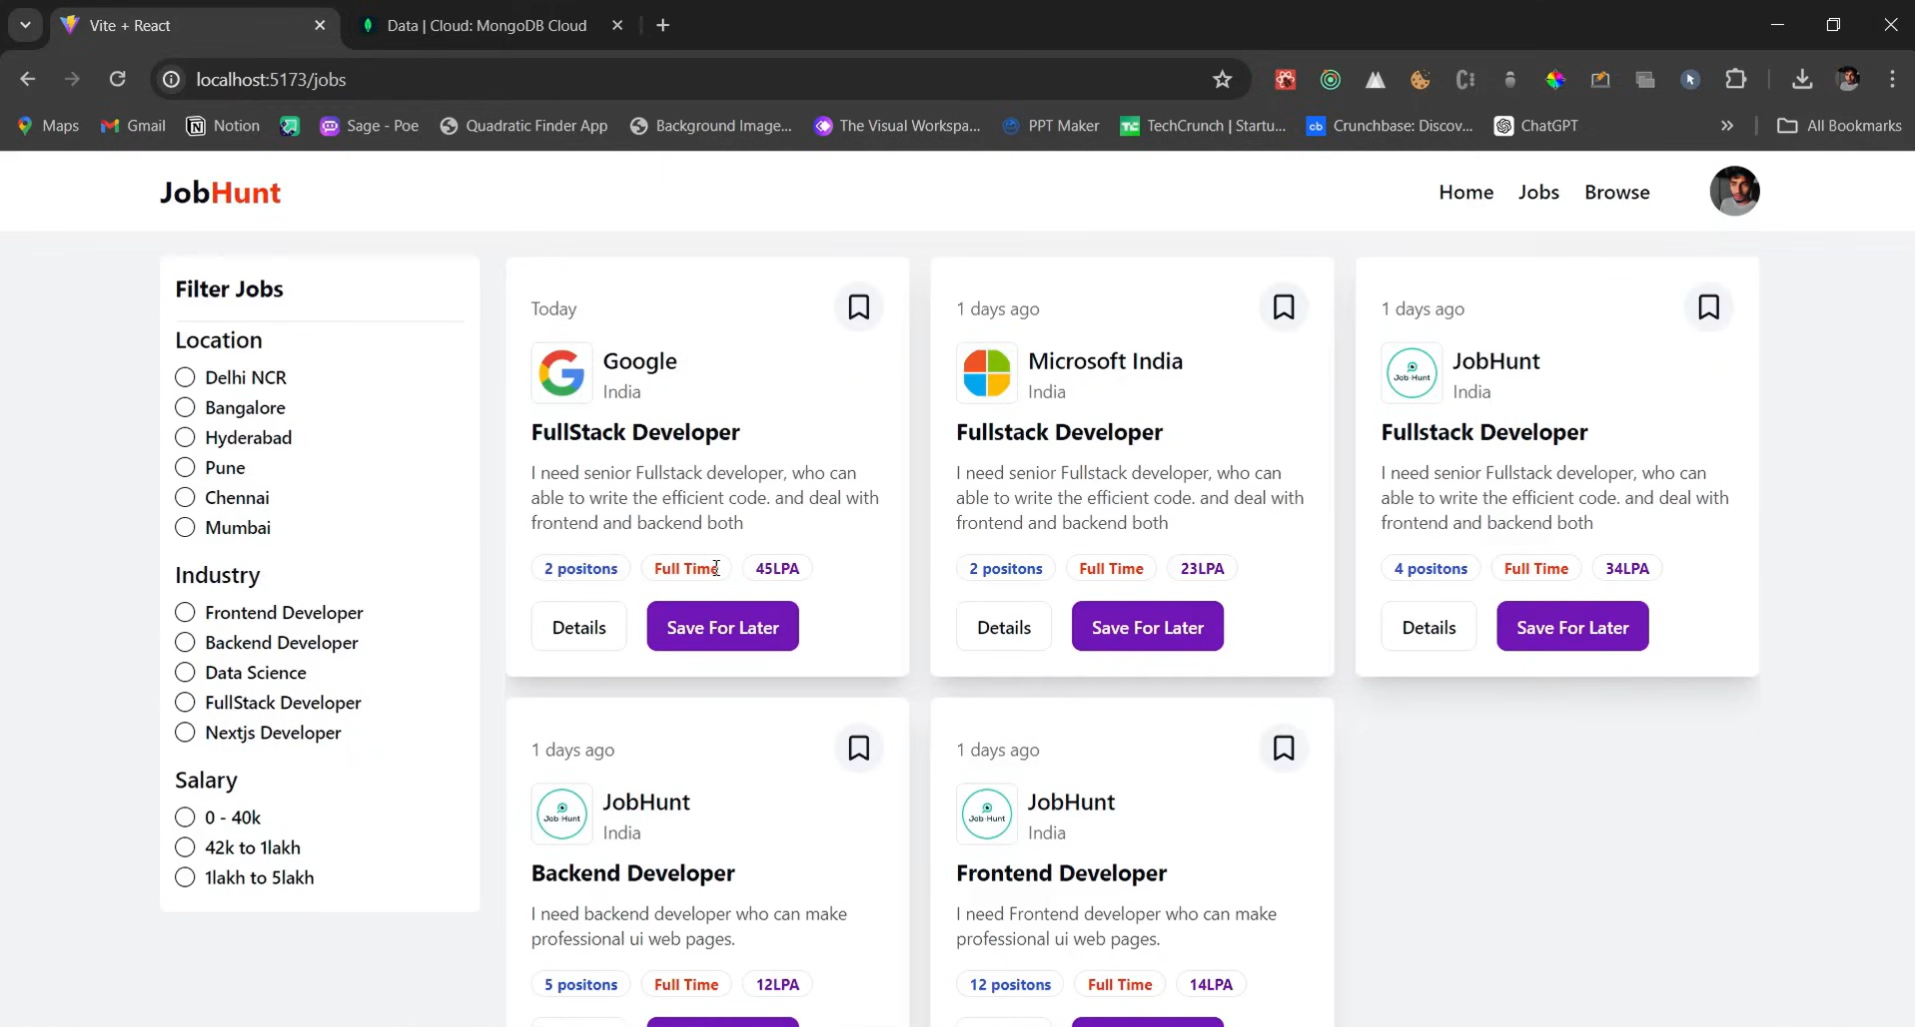 Vite + React
Data | Cloud: MongoDB Cloud
localhost:5173/jobs
Maps
Gmail
Notion
Sage - Poe
Quadratic Finder App
Background Image...
The Visual Workspa...
PPT Maker
TechCrunch | Startu...
Crunchbase: Discov...
ChatGPT
All Bookmarks
JobHunt
Home
Jobs
Browse
Filter Jobs
Location
Delhi NCR
Bangalore
Hyderabad
Pune
Chennai
Mumbai
Industry
Frontend Developer
Backend Developer
Data Science
FullStack Developer
Nextjs Developer
Salary
0 - 40k
42k to 1lakh
1lakh to 5lakh
Today
Google
India
FullStack Developer
I need senior Fullstack developer, who can
able to write the efficient code. and deal with
frontend and backend both
2 positons
Full Time
45LPA
Details
Save For Later
1 days ago
Microsoft India
India
Fullstack Developer
I need senior Fullstack developer, who can
able to write the efficient code. and deal with
frontend and backend both
2 positons
Full Time
23LPA
Details
Save For Later
1 days ago
Job Hunt
JobHunt
India
Fullstack Developer
I need senior Fullstack developer, who can
able to write the efficient code. and deal with
frontend and backend both
4 positons
Full Time
34LPA
Details
Save For Later
1 days ago
Job Hunt
JobHunt
India
Backend Developer
I need backend developer who can make
professional ui web pages.
5 positons
Full Time
12LPA
1 days ago
Job Hunt
JobHunt
India
Frontend Developer
I need Frontend developer who can make
professional ui web pages.
12 positons
Full Time
14LPA